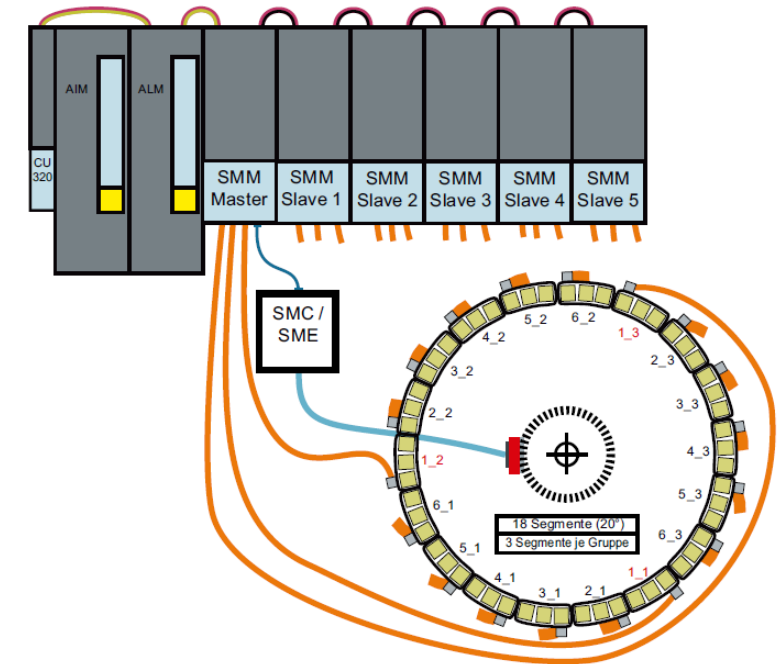 AIM
ALM
CU
320
SMM
Master
SMM
Slave 1
SMM
Slave 2
SMM
Slave 3
SMM
Slave 4
SMM
Slave 5
SMC /
SME
5_2
6_2
1_3
4_2
2_3
3_2
3_3
2_2
4_3
1_2
5_3
6_1
18 Segmente (20°)
6_3
3 Segmente je Gruppe
5_1
1_1
4_1
3_1
2_1